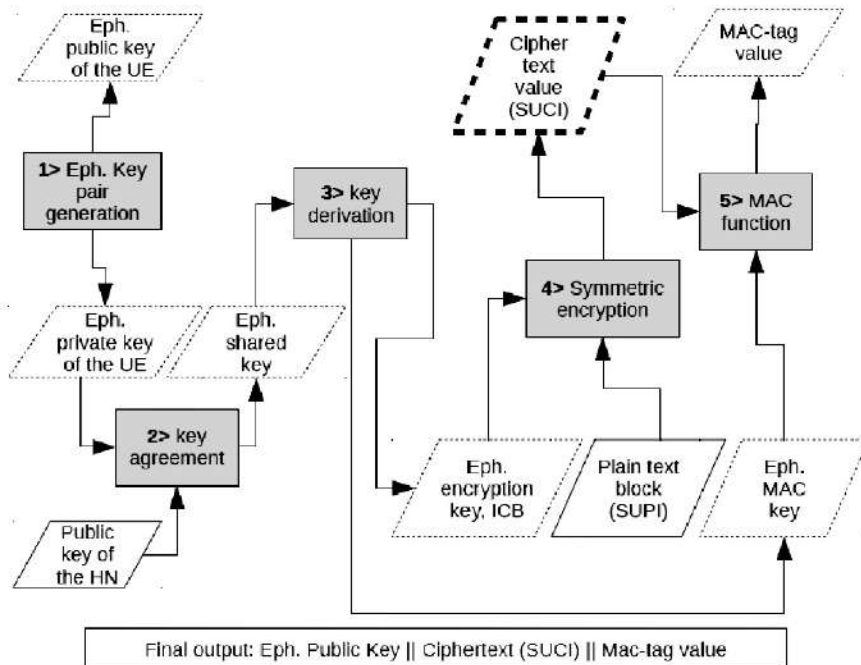 Eph.
public key
of the UE
1> Eph. Key
pair
generation
Eph.
private key
of the UE
2> key
agreement
Public
key of
the HN
Eph.
shared
key
3> key
derivation
Cipher
text
value
(SUCI)
4> Symmetric
encryption
Eph.
encryption
key, ICB
Plain text
block
(SUPI)
MAC-tag
value
5> MAC
function
Eph.
MAC
key
Final output: Eph. Public Key || Ciphertext (SUCI) || Mac-tag value